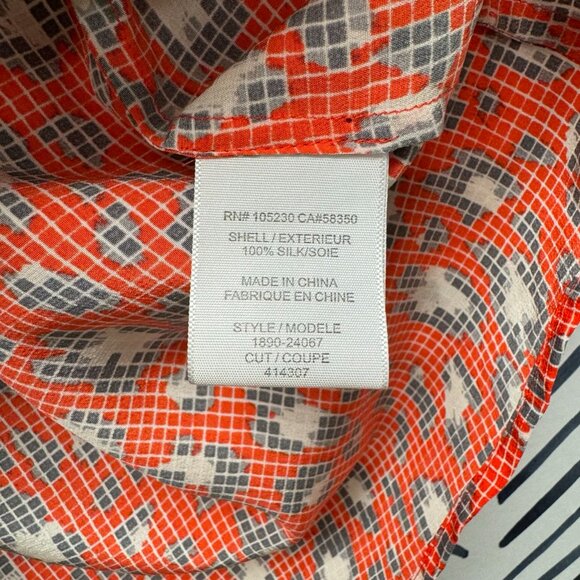 RN# 105230 CA#58350
SHELL / EXTERIEUR
100% SILK/SOIE
MADE IN CHINA
FABRIQUE EN CHINE
STYLE / MODELE
1890-24067
CUT / COUPE
414307